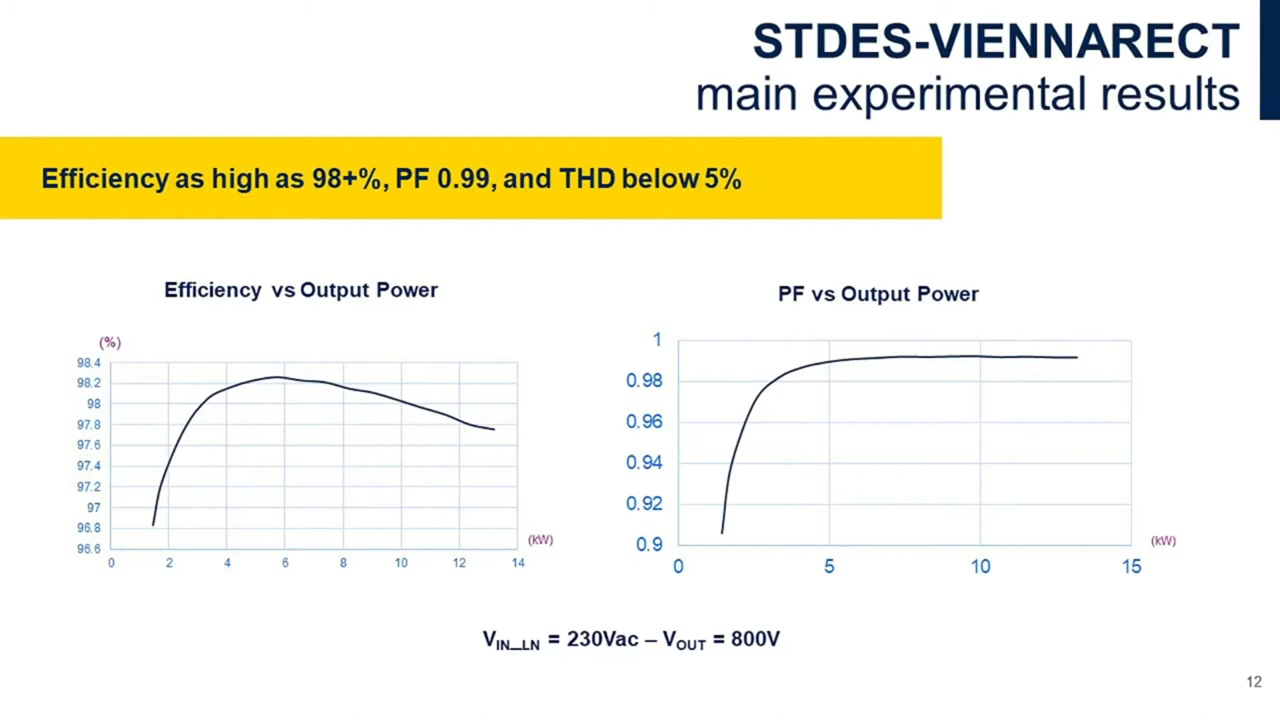 STDES-VIENNARECT
main experimental results
Efficiency as high as 98+%, PF 0.99, and THD below 5%
Efficiency vs Output Power
(%)
98.4
98.2
98
97.8
97.6
97.4
97.2
97
96.8
96.6
0 2 4 6 8 10 12 14
(kW)
PF vs Output Power
1
0.98
0.96
0.94
0.92
0.9
0 5 10 15
(kW)
VIN_LN = 230Vac – VOUT = 800V
12